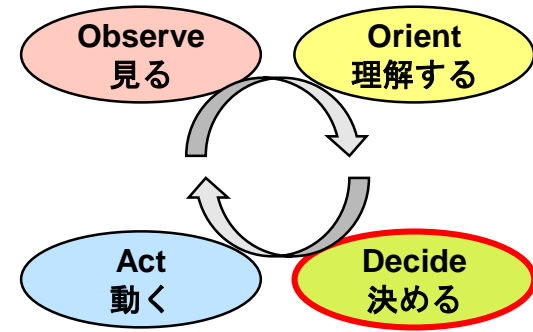 Observe
見る
Orient
理解する
Act
動く
Decide
決める